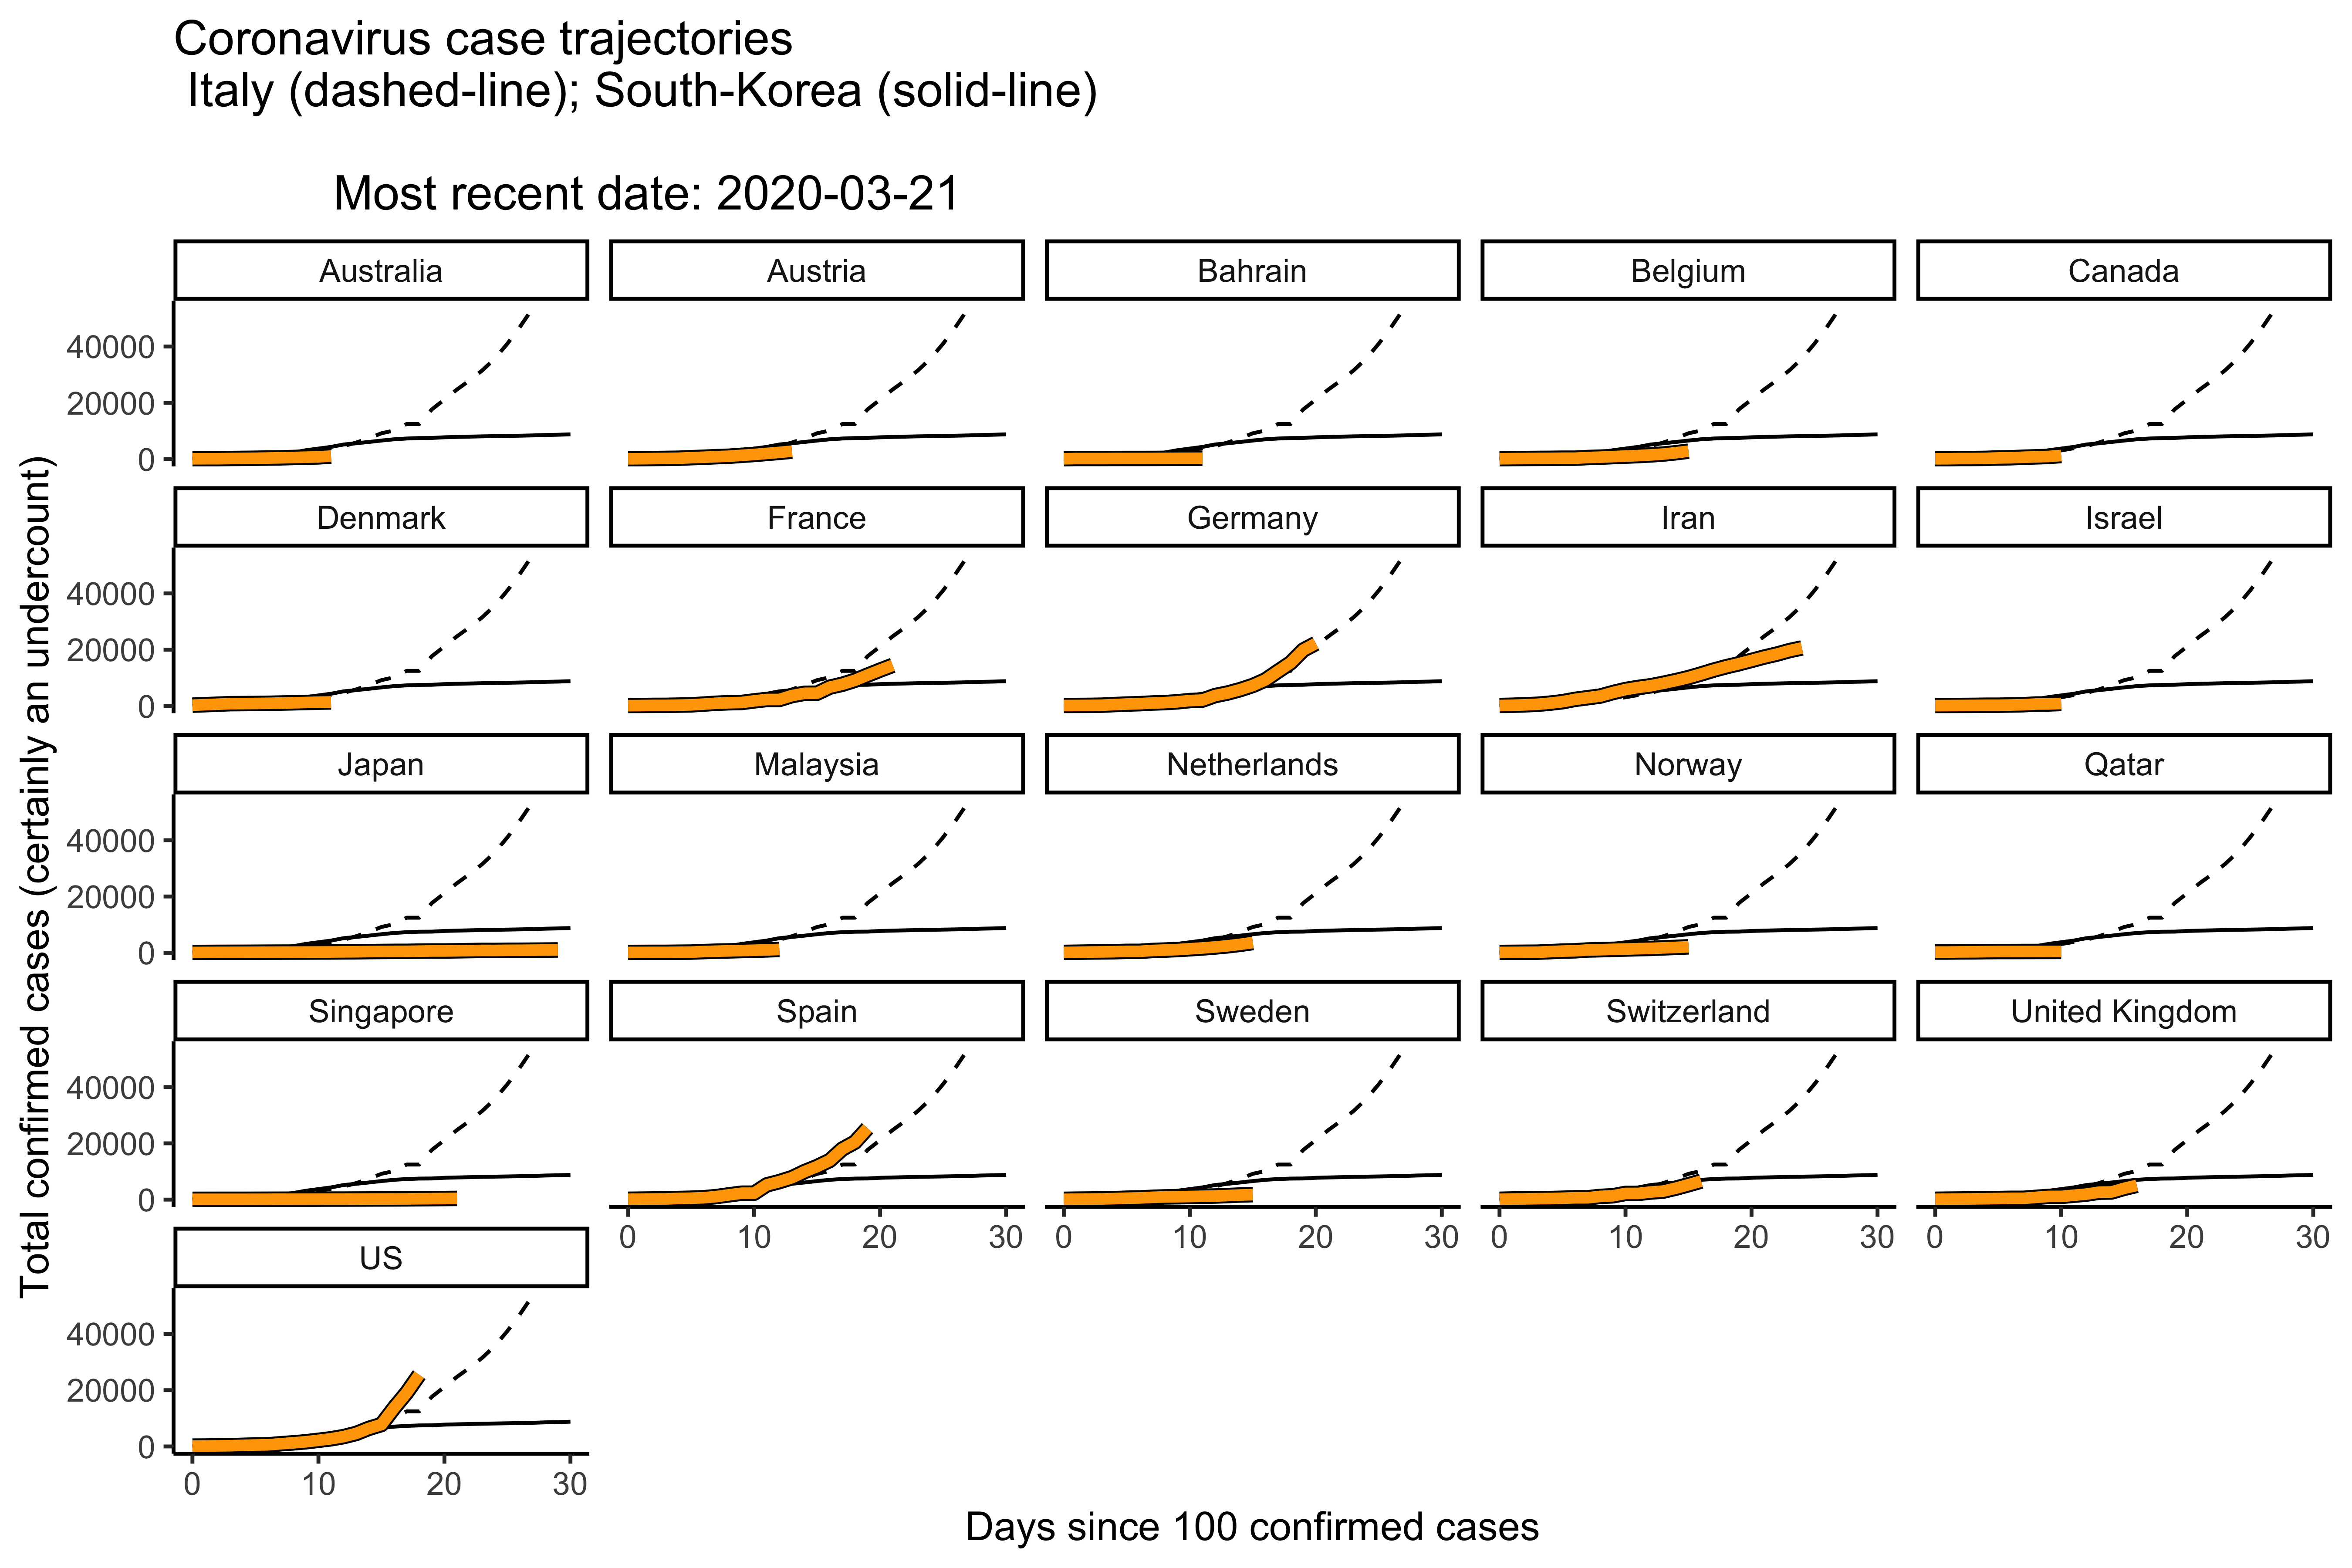 Coronavirus case trajectories
Italy (dashed-line); South-Korea (solid-line)
Most recent date: 2020-03-21
Total confirmed cases (certainly an undercount)
Australia
Austria
Bahrain
Belgium
Canada
40000
20000
0
Denmark
France
Germany
Iran
Israel
40000
20000
0
Japan
Malaysia
Netherlands
Norway
Qatar
40000
20000
0
Singapore
Spain
Sweden
Switzerland
United Kingdom
40000
20000
0
0 10 20 30
0 10 20 30
0 10 20 30
0 10 20 30
US
40000
20000
0
0 10 20 30
Days since 100 confirmed cases